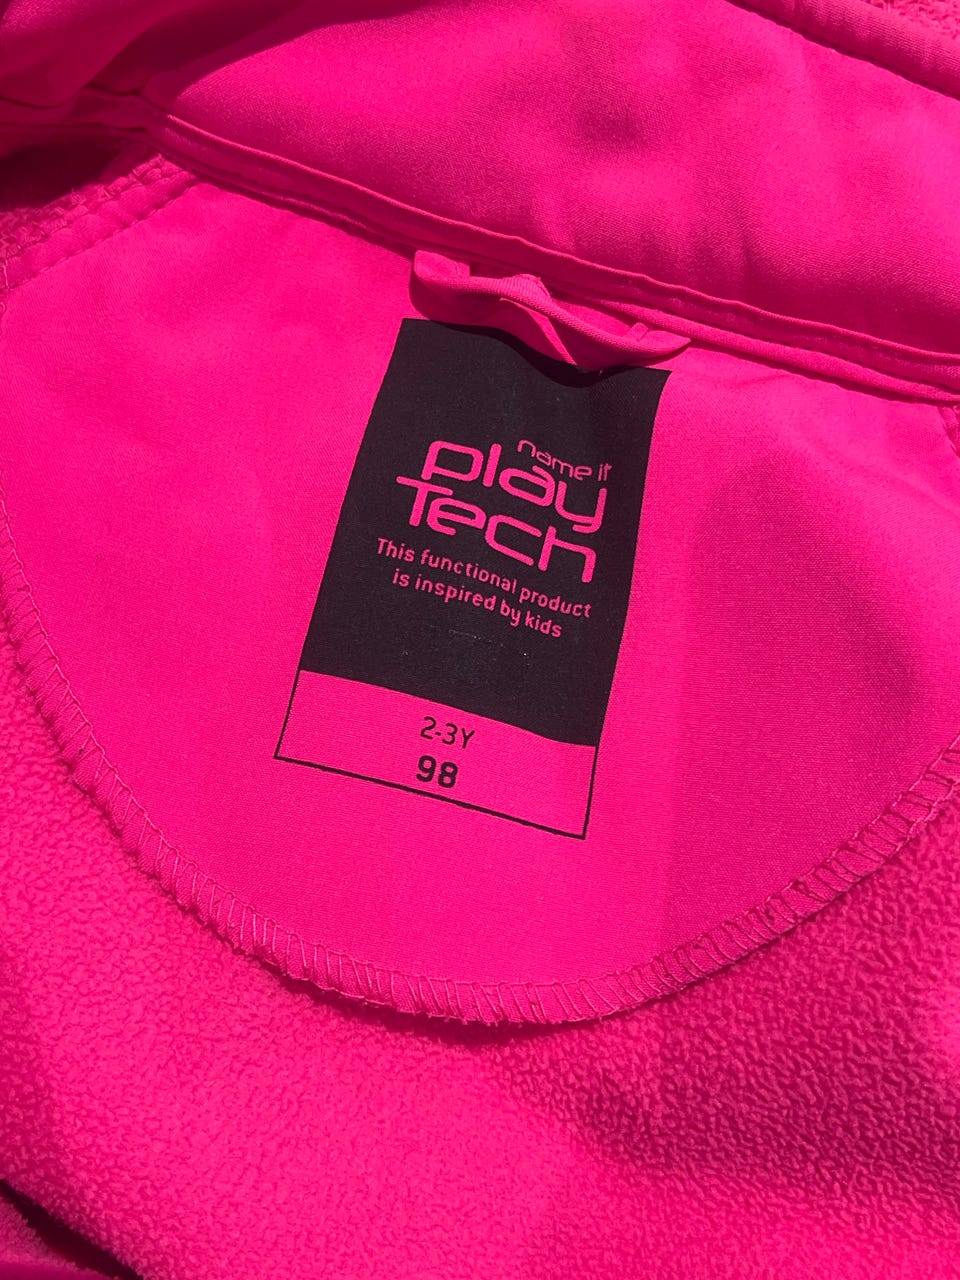 name it
play
Tech
This functional product
is inspired by kids
2-3Y
98